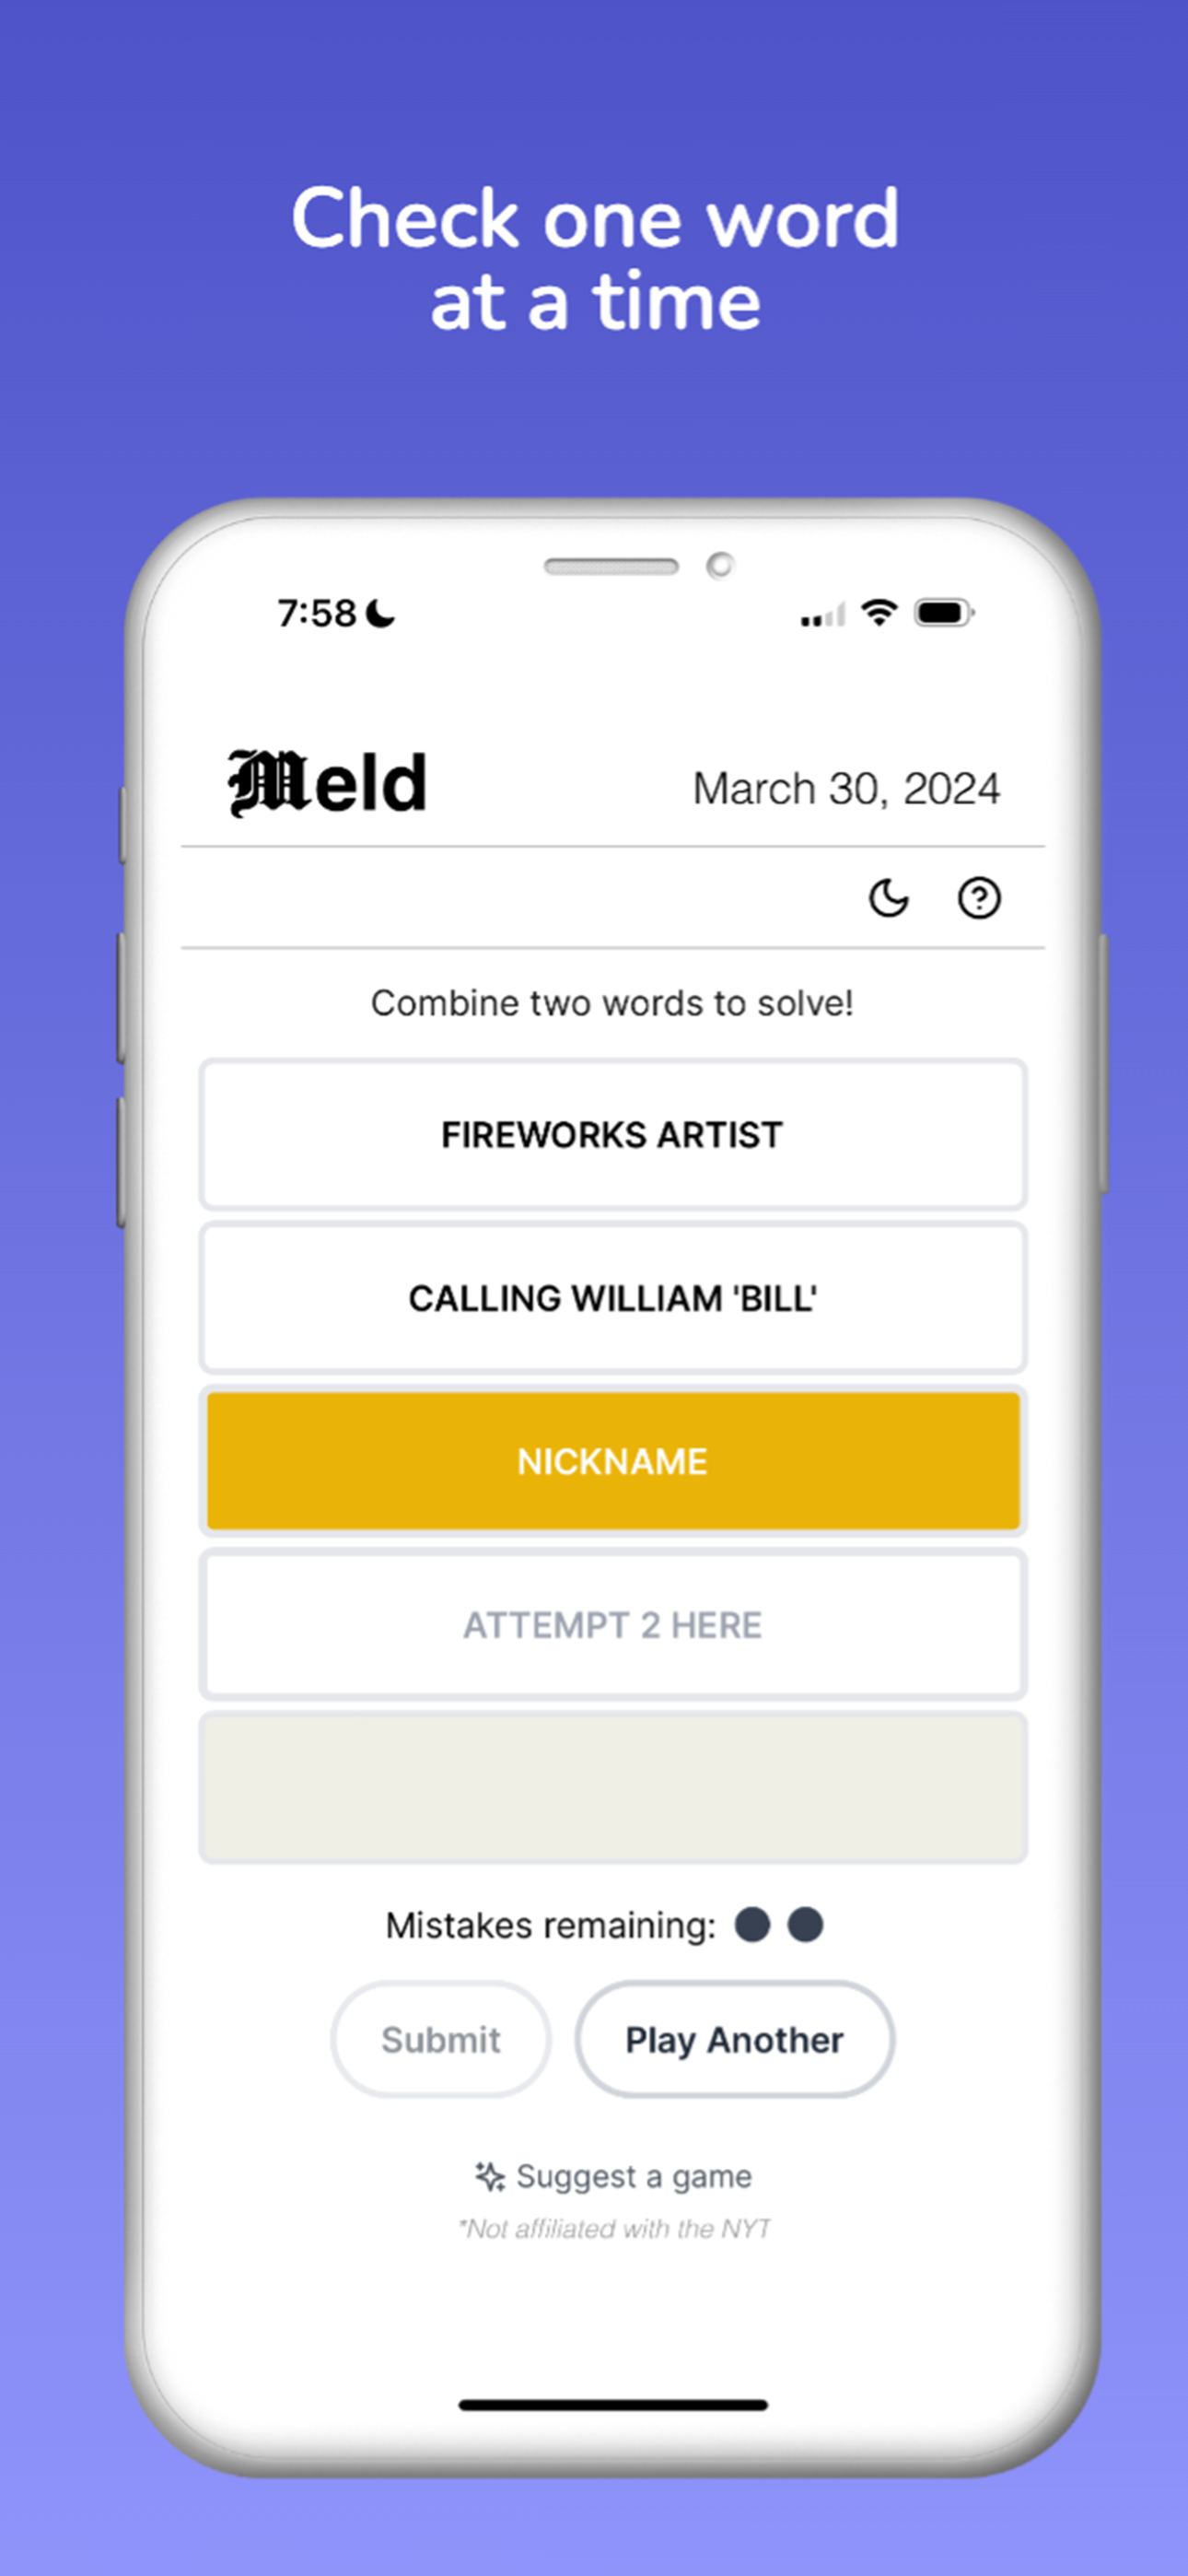 Check one word
at a time
7:58
Meld
March 30, 2024
Combine two words to solve!
FIREWORKS ARTIST
CALLING WILLIAM 'BILL'
NICKNAME
ATTEMPT 2 HERE
Mistakes remaining:
Submit
Play Another
Suggest a game
*Not affiliated with the NYT